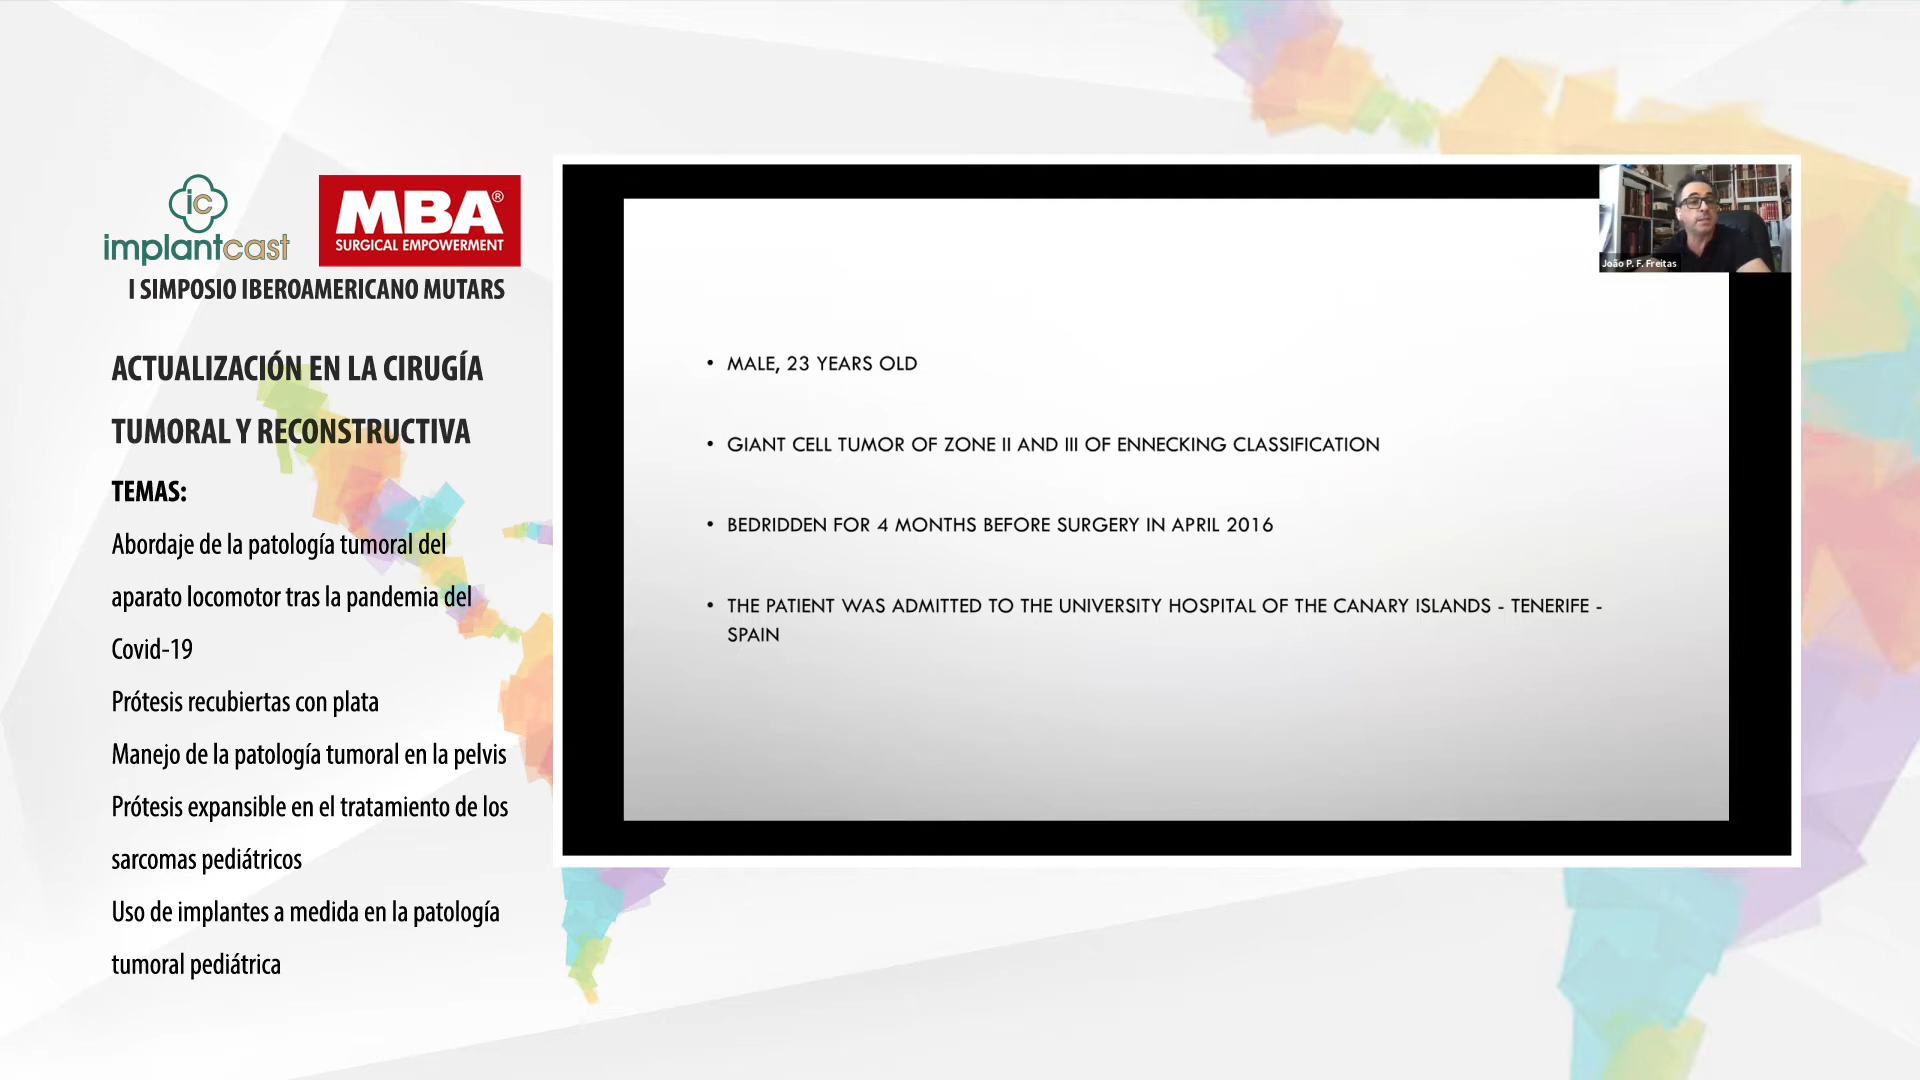 ic
implantcast
MBA®
SURGICAL EMPOWERMENT
I SIMPOSIO IBEROAMERICANO MUTARS
ACTUALIZACIÓN EN LA CIRUGÍA
TUMORAL Y RECONSTRUCTIVA
TEMAS:
Abordaje de la patología tumoral del
aparato locomotor tras la pandemia del
Covid-19
Prótesis recubiertas con plata
Manejo de la patología tumoral en la pelvis
Prótesis expansible en el tratamiento de los
sarcomas pediátricos
Uso de implantes a medida en la patología
tumoral pediátrica
João P. F. Freitas
• MALE, 23 YEARS OLD
• GIANT CELL TUMOR OF ZONE II AND III OF ENNECKING CLASSIFICATION
• BEDRIDDEN FOR 4 MONTHS BEFORE SURGERY IN APRIL 2016
• THE PATIENT WAS ADMITTED TO THE UNIVERSITY HOSPITAL OF THE CANARY ISLANDS - TENERIFE -
SPAIN